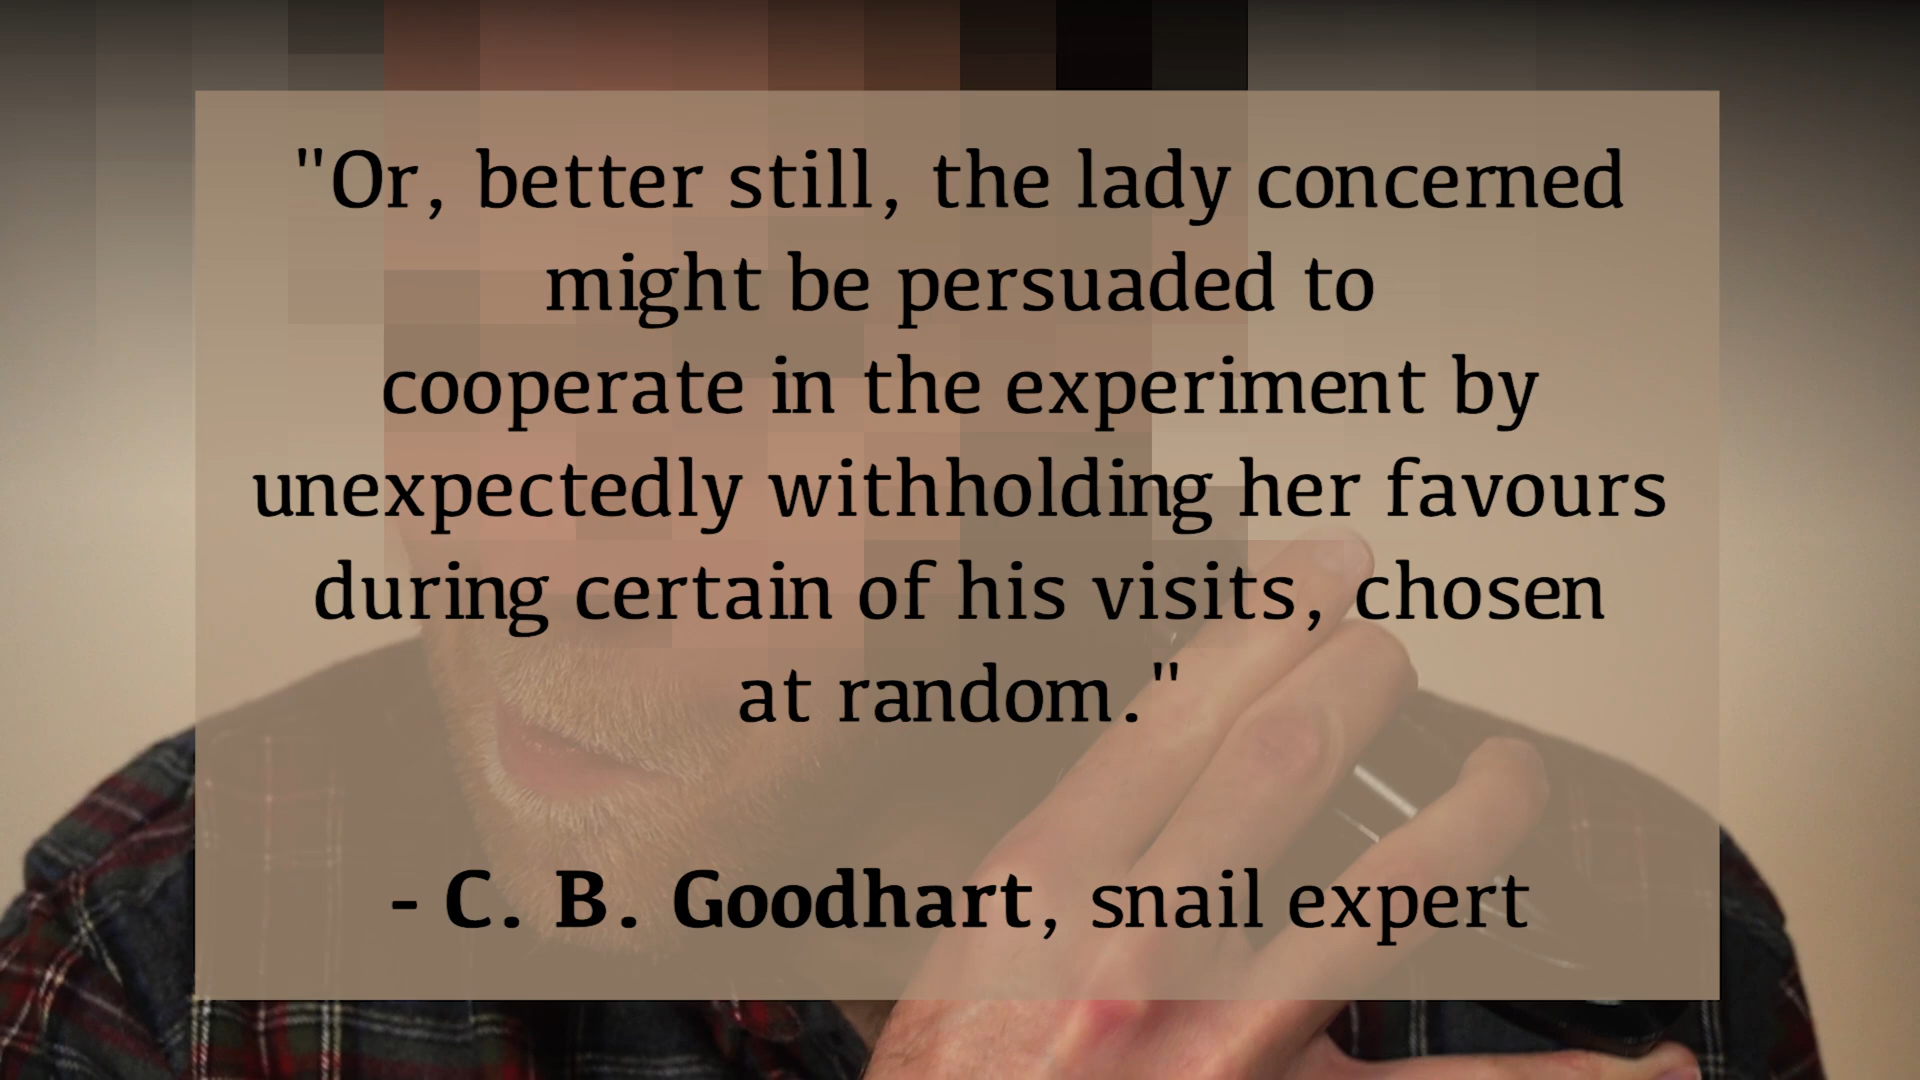 "Or, better still, the lady concerned
might be persuaded to
cooperate in the experiment by
unexpectedly withholding her favours
during certain of his visits, chosen
at random."
- C. B. Goodhart, snail expert